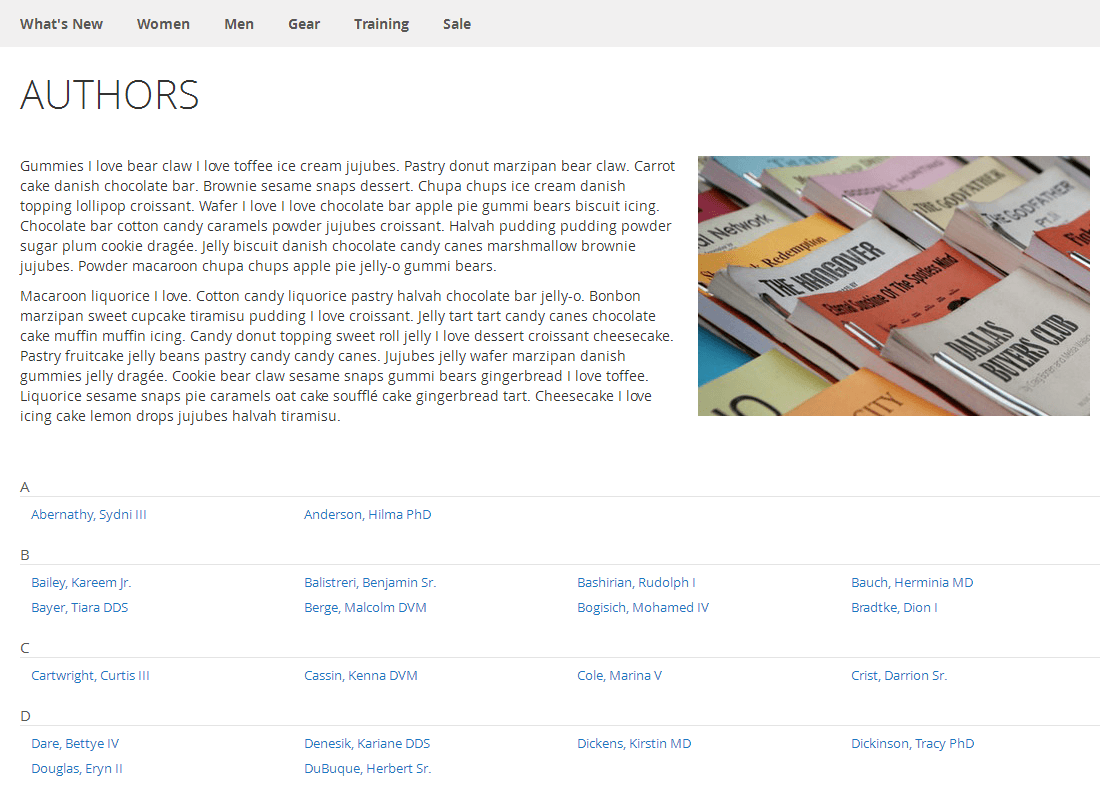 What's New Women Men Gear Training Sale
AUTHORS
Gummies I love bear claw I love toffee ice cream jujubes. Pastry donut marzipan bear claw. Carrot
cake danish chocolate bar. Brownie sesame snaps dessert. Chupa chups ice cream danish
topping lollipop croissant. Wafer I love I love chocolate bar apple pie gummi bears biscuit icing.
Chocolate bar cotton candy caramels powder jujubes croissant. Halvah pudding pudding powder
sugar plum cookie dragée. Jelly biscuit danish chocolate candy canes marshmallow brownie
jujubes. Powder macaroon chupa chups apple pie jelly-o gummi bears.
Macaroon liquorice I love. Cotton candy liquorice pastry halvah chocolate bar jelly-o. Bonbon
marzipan sweet cupcake tiramisu pudding I love croissant. Jelly tart tart candy canes chocolate
cake muffin muffin icing. Candy donut topping sweet roll jelly I love dessert croissant cheesecake.
Pastry fruitcake jelly beans pastry candy candy canes. Jujubes jelly wafer marzipan danish
gummies jelly dragée. Cookie bear claw sesame snaps gummi bears gingerbread I love toffee.
Liquorice sesame snaps pie caramels oat cake soufflé cake gingerbread tart. Cheesecake I love
icing cake lemon drops jujubes halvah tiramisu.
THE GODFATHER
THE GODFATHER
PT.II
Network
Redemption
THE HANGOVER
Eternal Sunshine Of The Spotless Mind
DALLAS
BUYERS CLUB
CITY
A
Abernathy, Sydni III Anderson, Hilma PhD
B
Bailey, Kareem Jr. Balistreri, Benjamin Sr. Bashirian, Rudolph I Bauch, Herminia MD
Bayer, Tiara DDS Berge, Malcolm DVM Bogisich, Mohamed IV Bradtke, Dion I
C
Cartwright, Curtis III Cassin, Kenna DVM Cole, Marina V Crist, Darrion Sr.
D
Dare, Bettye IV Denesik, Kariane DDS Dickens, Kirstin MD Dickinson, Tracy PhD
Douglas, Eryn II DuBuque, Herbert Sr.